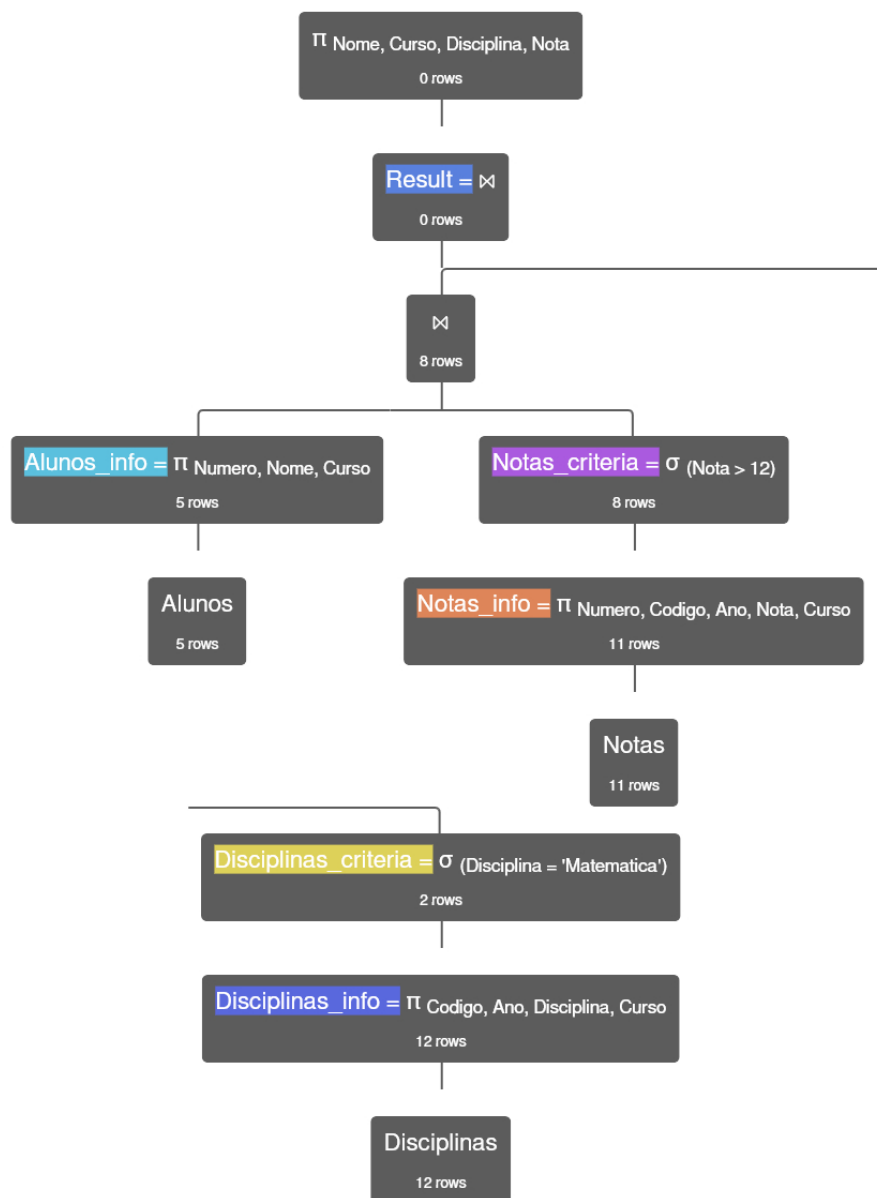 π Nome, Curso, Disciplina, Nota
0 rows
Result = ⋈
0 rows
⋈
8 rows
Alunos_info = π Numero, Nome, Curso
5 rows
Notas_criteria = σ (Nota > 12)
8 rows
Alunos
5 rows
Notas_info = π Numero, Codigo, Ano, Nota, Curso
11 rows
Notas
11 rows
Disciplinas_criteria = σ (Disciplina = 'Matematica')
2 rows
Disciplinas_info = π Codigo, Ano, Disciplina, Curso
12 rows
Disciplinas
12 rows